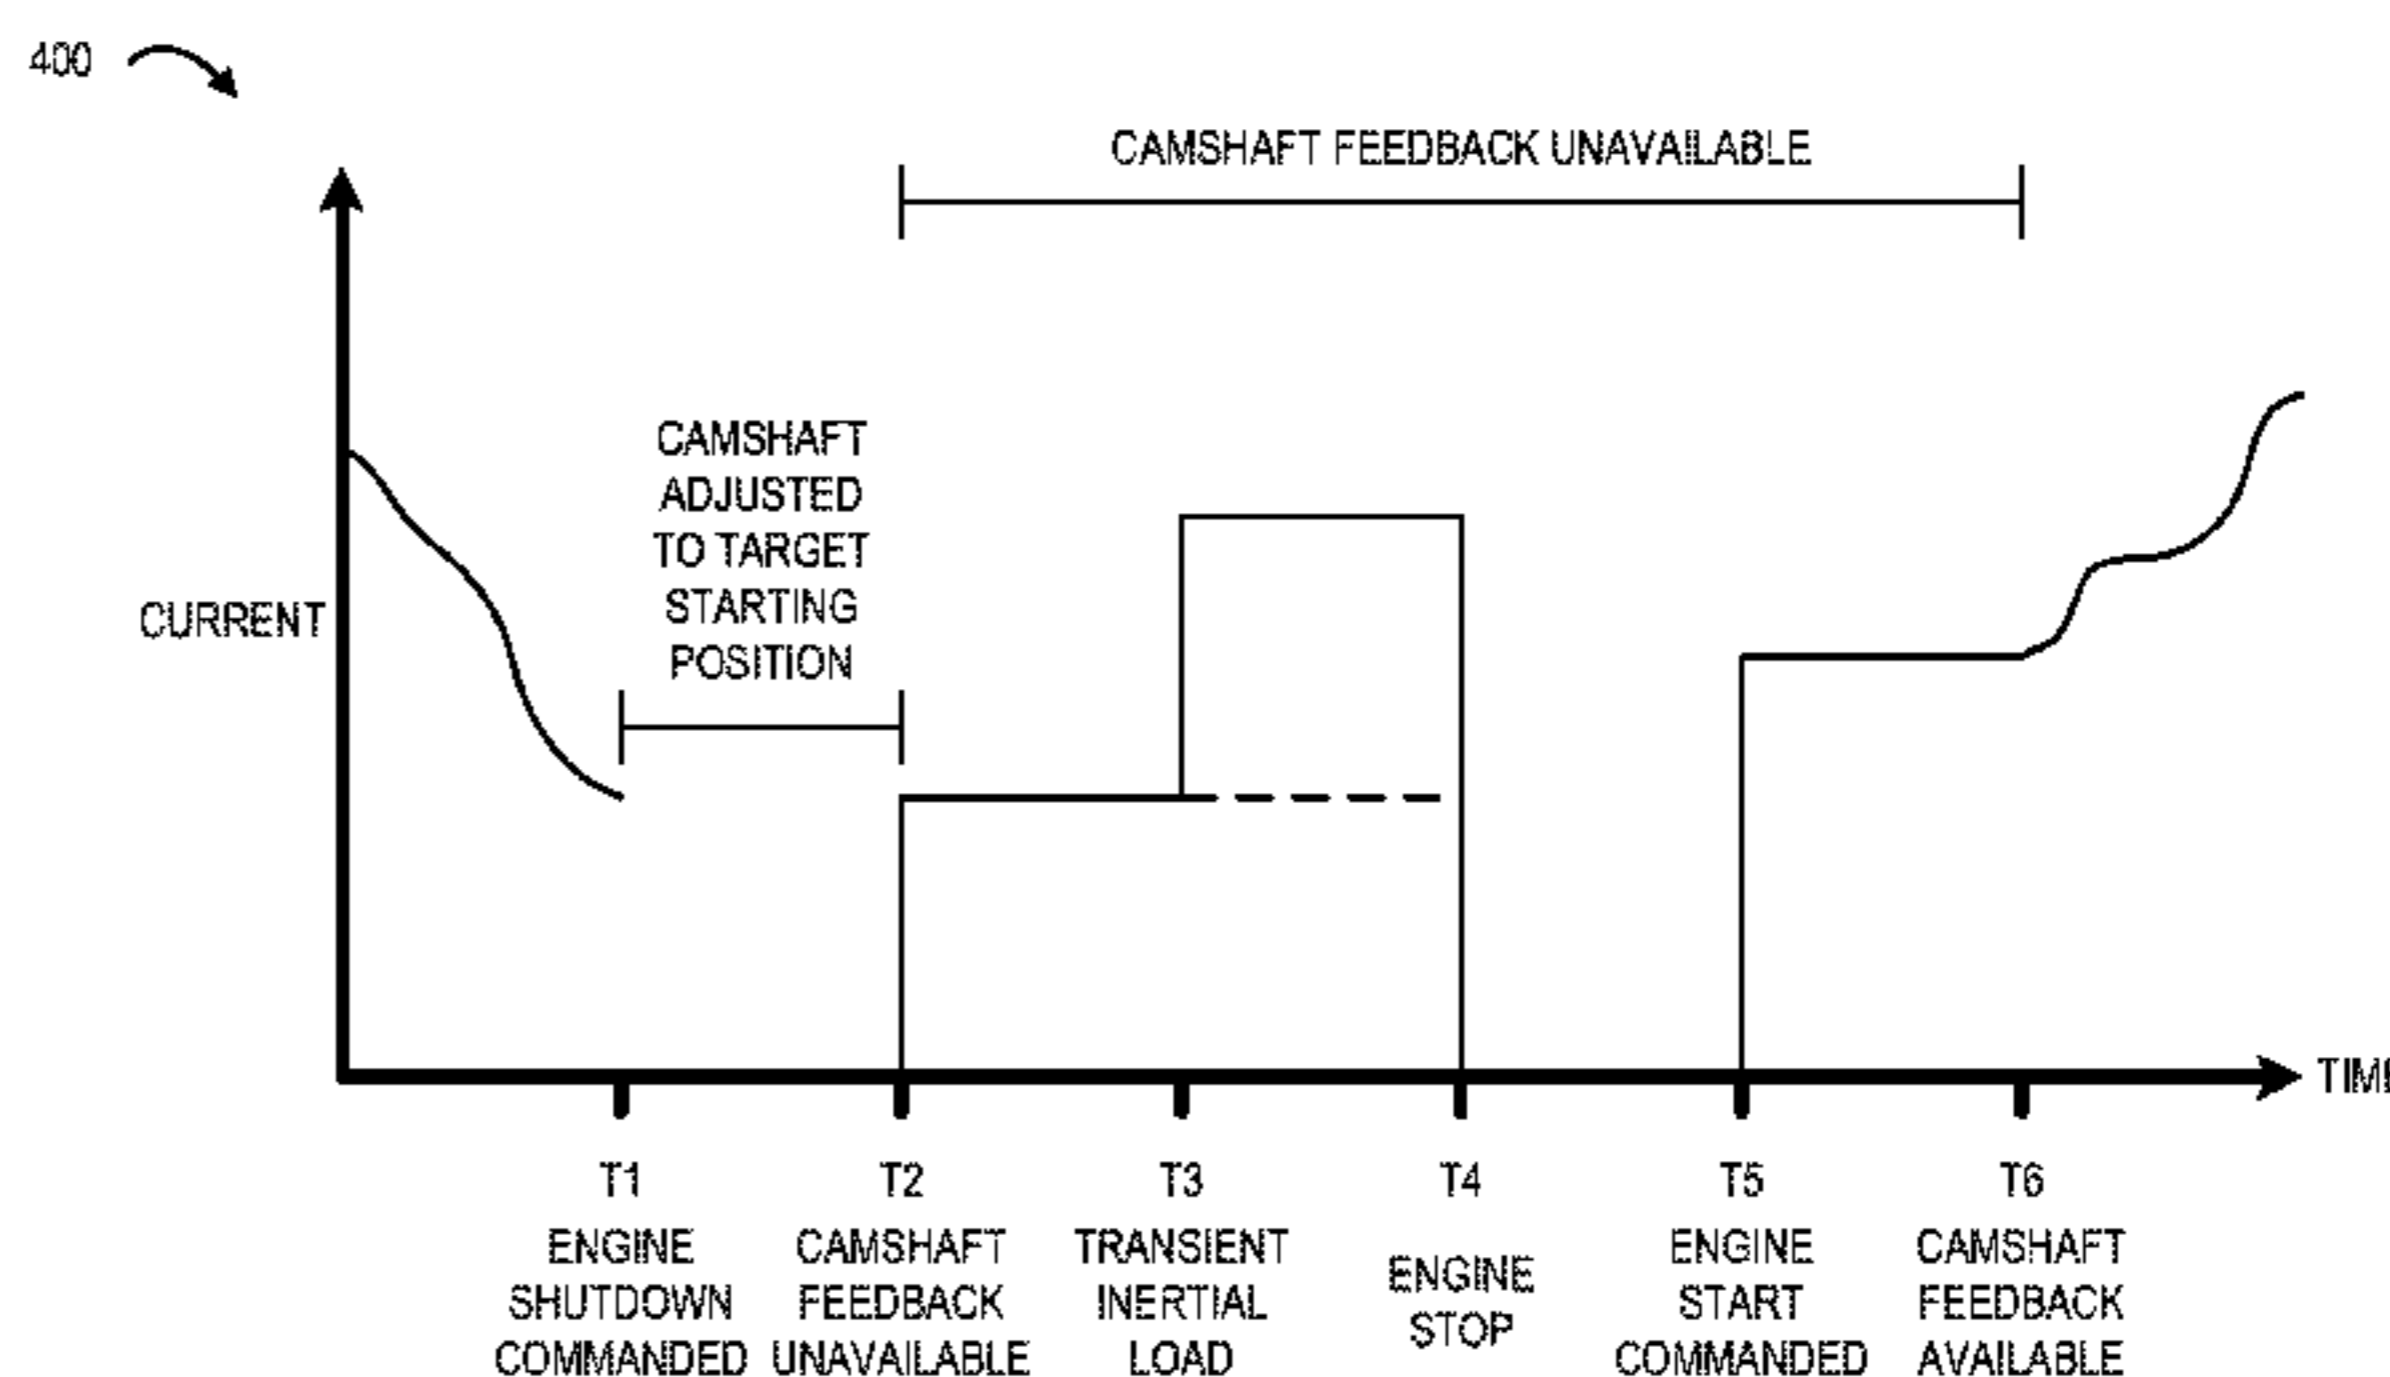 400
CAMSHAFT FEEDBACK UNAVAILABLE
CAMSHAFT
ADJUSTED
TO TARGET
STARTING
POSITION
CURRENT
TIME
T1
ENGINE
SHUTDOWN
COMMANDED
T2
CAMSHAFT
FEEDBACK
UNAVAILABLE
T3
TRANSIENT
INERTIAL
LOAD
T4
ENGINE
STOP
T5
ENGINE
START
COMMANDED
T6
CAMSHAFT
FEEDBACK
AVAILABLE